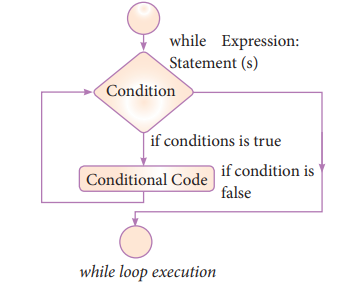 while Expression:
Statement (s)
Condition
if conditions is true
Conditional Code
if condition is
false
while loop execution